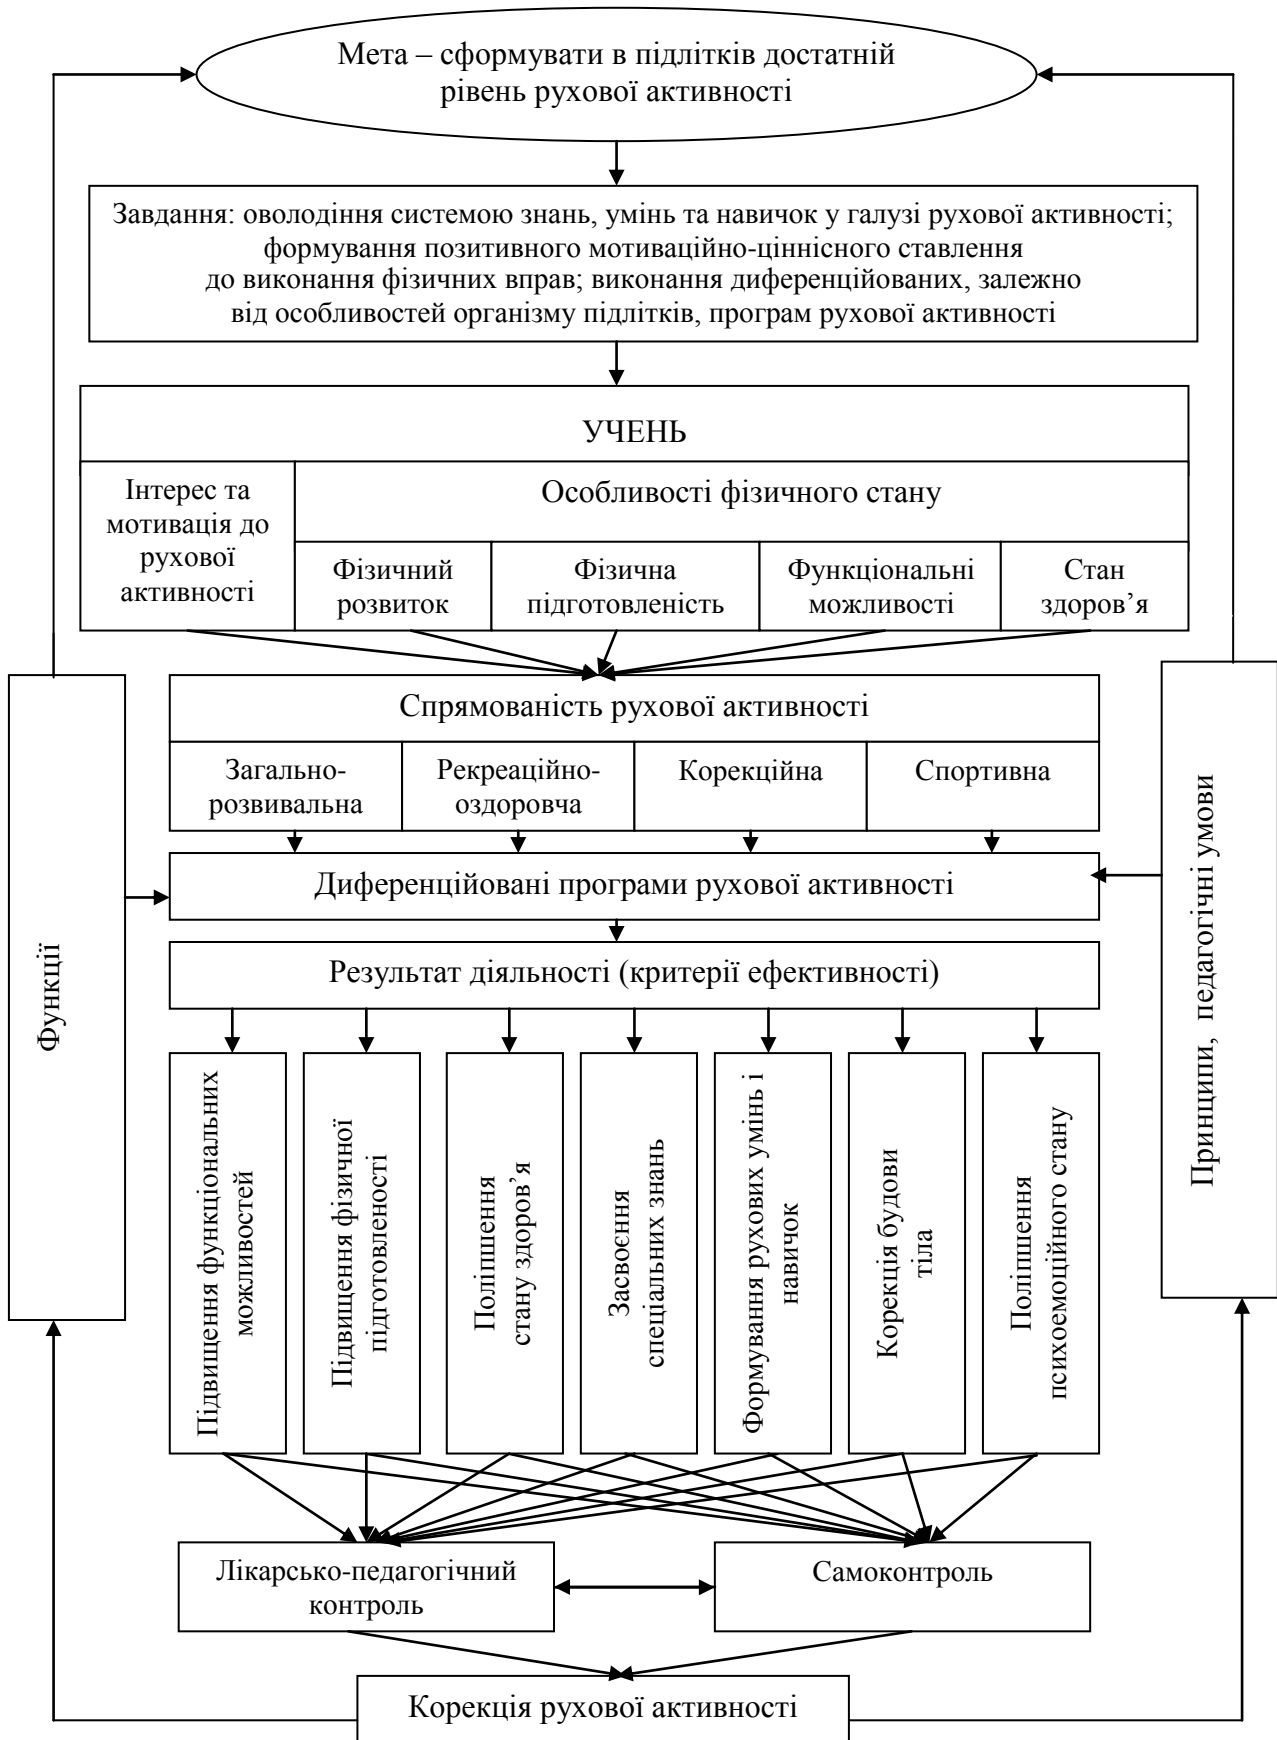 Мета – сформувати в підлітків достатній
рівень рухової активності
Завдання: оволодіння системою знань, умінь та навичок у галузі рухової активності;
формування позитивного мотиваційно-ціннісного ставлення
до виконання фізичних вправ; виконання диференційованих, залежно
від особливостей організму підлітків, програм рухової активності
УЧЕНЬ
Інтерес та
мотивація до
рухової
активності
Особливості фізичного стану
Фізичний
розвиток
Фізична
підготовленість
Функціональні
можливості
Стан
здоров’я
Спрямованість рухової активності
Загально-
розвивальна
Рекреаційно-
оздоровча
Корекційна
Спортивна
Диференційовані програми рухової активності
Результат діяльності (критерії ефективності)
Функції
Принципи, педагогічні умови
Підвищення функціональних
можливостей
Підвищення фізичної
підготовленості
Поліпшення
стану здоров’я
Засвоєння
спеціальних знань
Формування рухових умінь і
навичок
Корекція будови
тіла
Поліпшення
психоемоційного стану
Лікарсько-педагогічний
контроль
Самоконтроль
Корекція рухової активності